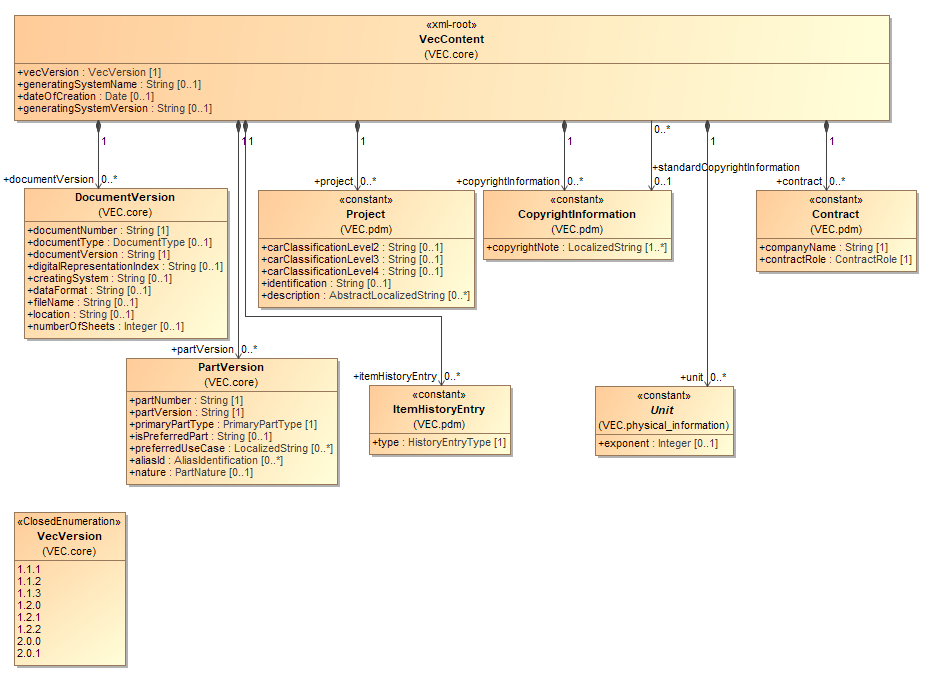 «xml-root»
VecContent
(VEC.core)
+vecVersion : VecVersion [1]
+generatingSystemName : String [0..1]
+dateOfCreation : Date [0..1]
+generatingSystemVersion : String [0..1]
1
1
1
1
1
0..*
1
1
+documentVersion
0..*
+project
0..*
+copyrightInformation
0..*
+standardCopyrightInformation
0..1
+contract
0..*
DocumentVersion
(VEC.core)
+documentNumber : String [1]
+documentType : DocumentType [0..1]
+documentVersion : String [1]
+digitalRepresentationIndex : String [0..1]
+creatingSystem : String [0..1]
+dataFormat : String [0..1]
+fileName : String [0..1]
+location : String [0..1]
+numberOfSheets : Integer [0..1]
«constant»
Project
(VEC.pdm)
+carClassificationLevel2 : String [0..1]
+carClassificationLevel3 : String [0..1]
+carClassificationLevel4 : String [0..1]
+identification : String [0..1]
+description : AbstractLocalizedString [0..*]
«constant»
CopyrightInformation
(VEC.pdm)
+copyrightNote : LocalizedString [1..*]
«constant»
Contract
(VEC.pdm)
+companyName : String [1]
+contractRole : ContractRole [1]
+partVersion
0..*
PartVersion
(VEC.core)
+partNumber : String [1]
+partVersion : String [1]
+primaryPartType : PrimaryPartType [1]
+isPreferredPart : String [0..1]
+preferredUseCase : LocalizedString [0..*]
+aliasId : AliasIdentification [0..*]
+nature : PartNature [0..1]
+itemHistoryEntry
0..*
«constant»
ItemHistoryEntry
(VEC.pdm)
+type : HistoryEntryType [1]
+unit
0..*
«constant»
Unit
(VEC.physical_information)
+exponent : Integer [0..1]
«ClosedEnumeration»
VecVersion
(VEC.core)
1.1.1
1.1.2
1.1.3
1.2.0
1.2.1
1.2.2
2.0.0
2.0.1